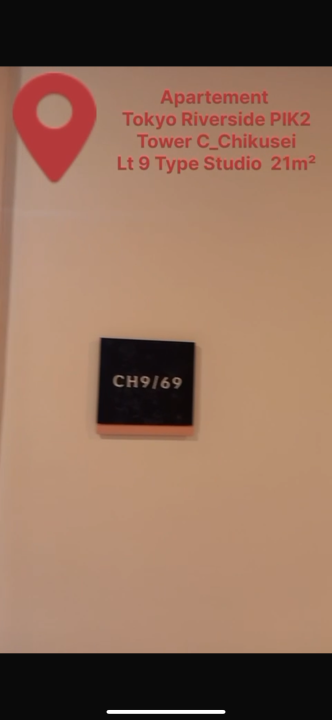 Apartement
Tokyo Riverside PIK2
Tower C_Chikusei
Lt 9 Type Studio 21m²
CH9/69